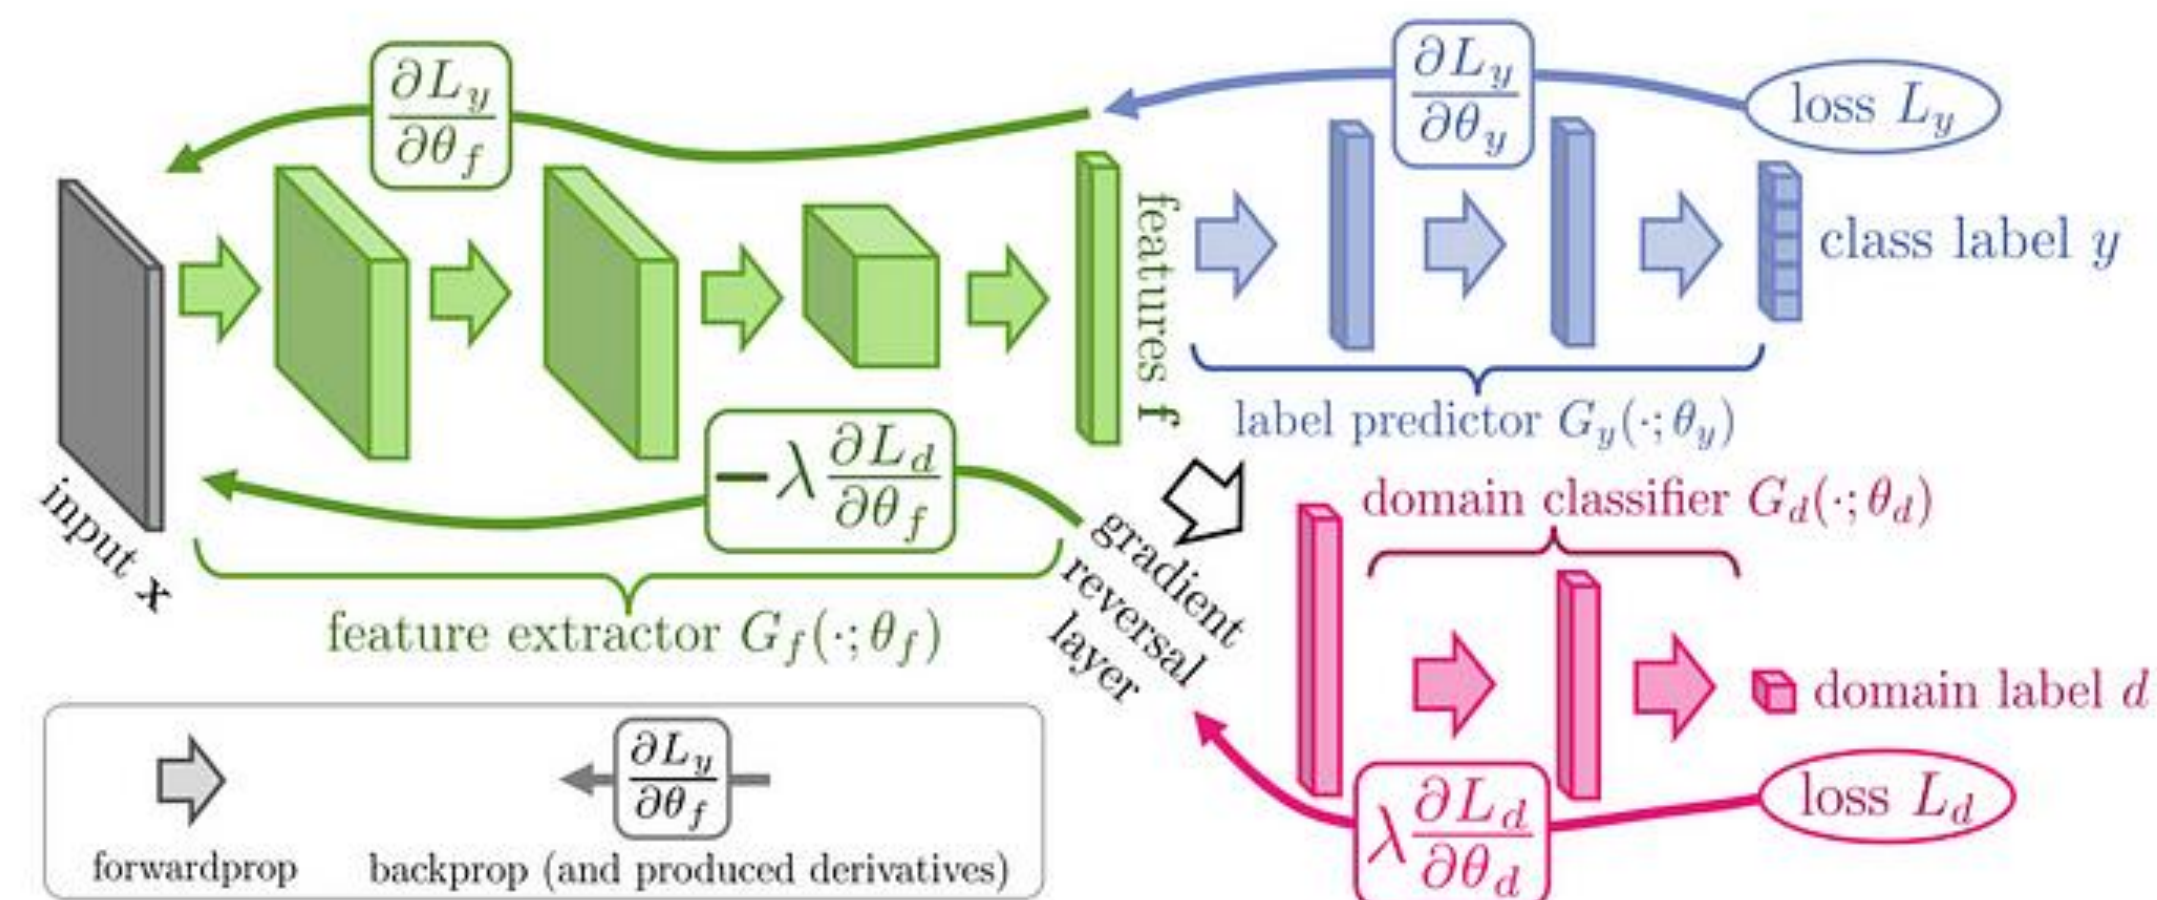 ∂L_y
∂θ_f
∂L_y
∂θ_y
loss L_y
features f
class label y
label predictor G_y(·; θ_y)
−λ ∂L_d
∂θ_f
input x
feature extractor G_f(·; θ_f)
gradient
reversal
layer
domain classifier G_d(·; θ_d)
domain label d
loss L_d
λ ∂L_d
∂θ_d
∂L_y
∂θ_f
forwardprop
backprop (and produced derivatives)